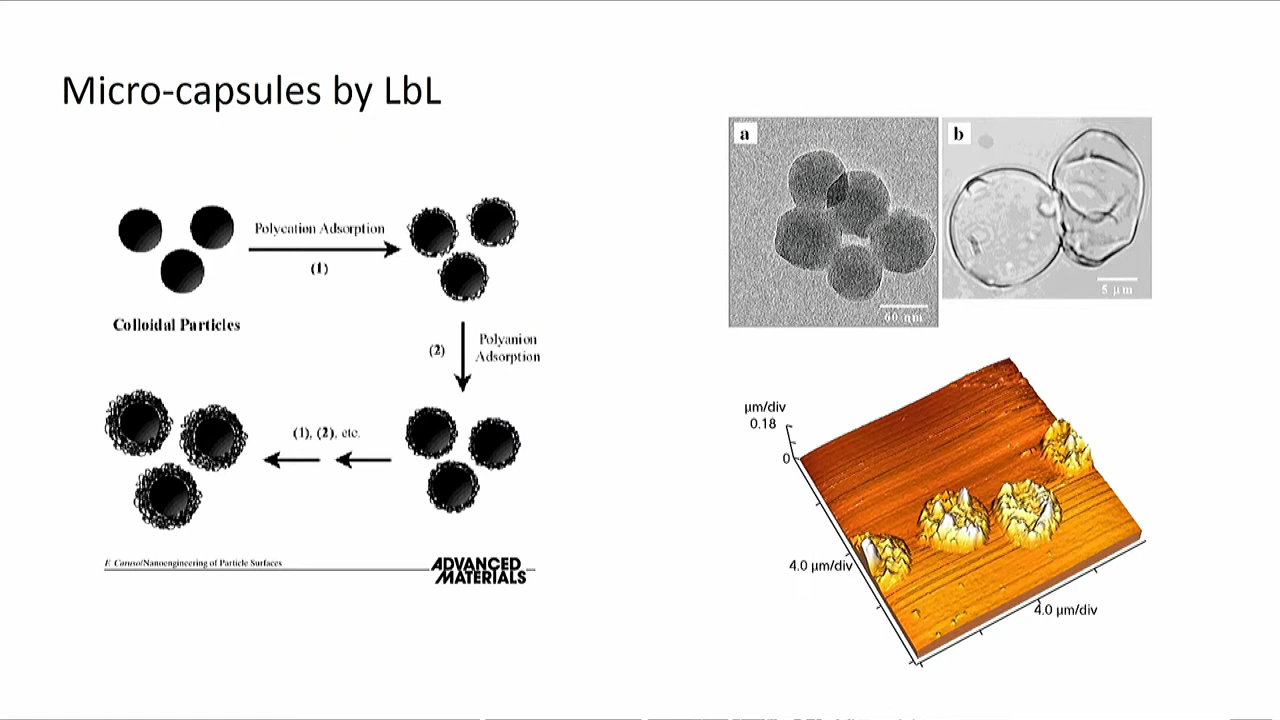 Micro-capsules by LbL
Polycation Adsorption
(1)
Colloidal Particles
(2)
Polyanion
Adsorption
(1), (2), etc.
F. Caruso/Nanoengineering of Particle Surfaces
ADVANCED
MATERIALS
a
60 nm
b
5 μm
μm/div
0.18
0
4.0 μm/div
4.0 μm/div